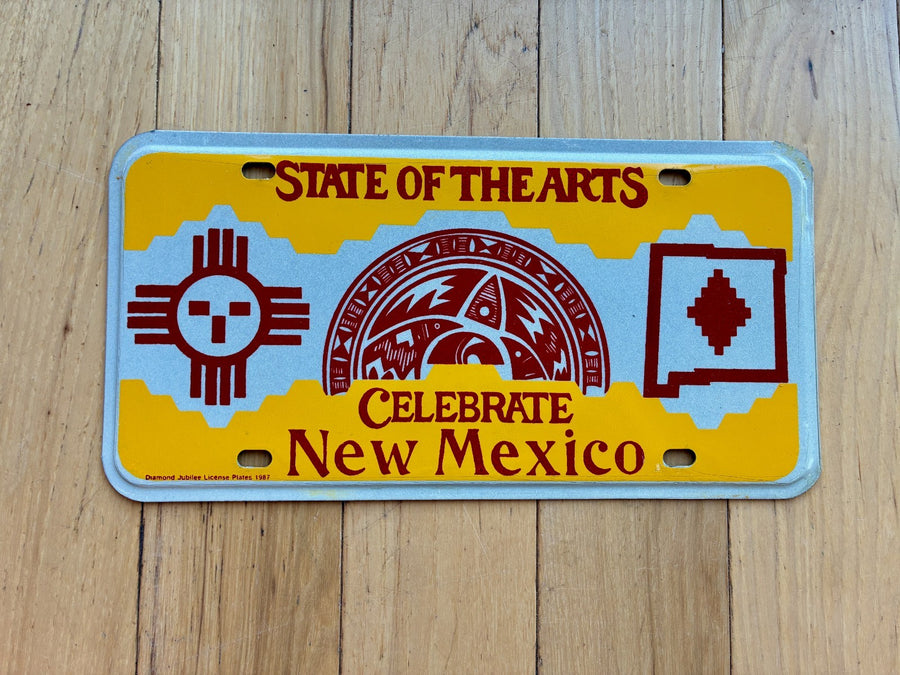 STATE OF THE ARTS
CELEBRATE
New Mexico
Diamond Jubilee License Plates 1987